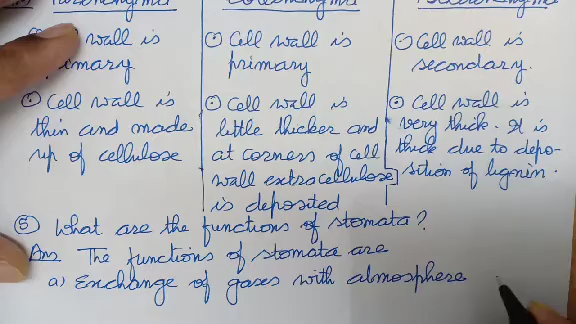 Cell wall is
primary
Cell wall is
thin and made
up of cellulose
Cell wall is
primary
Cell wall is
little thicker and
at corners of cell
wall extracellulose
is deposited
Cell wall is
secondary.
Cell wall is
very thick. It is
thick due to depo-
sition of lignin.
⑤ What are the functions of stomata?
Ans The functions of stomata are
a) Exchange of gases with atmosphere